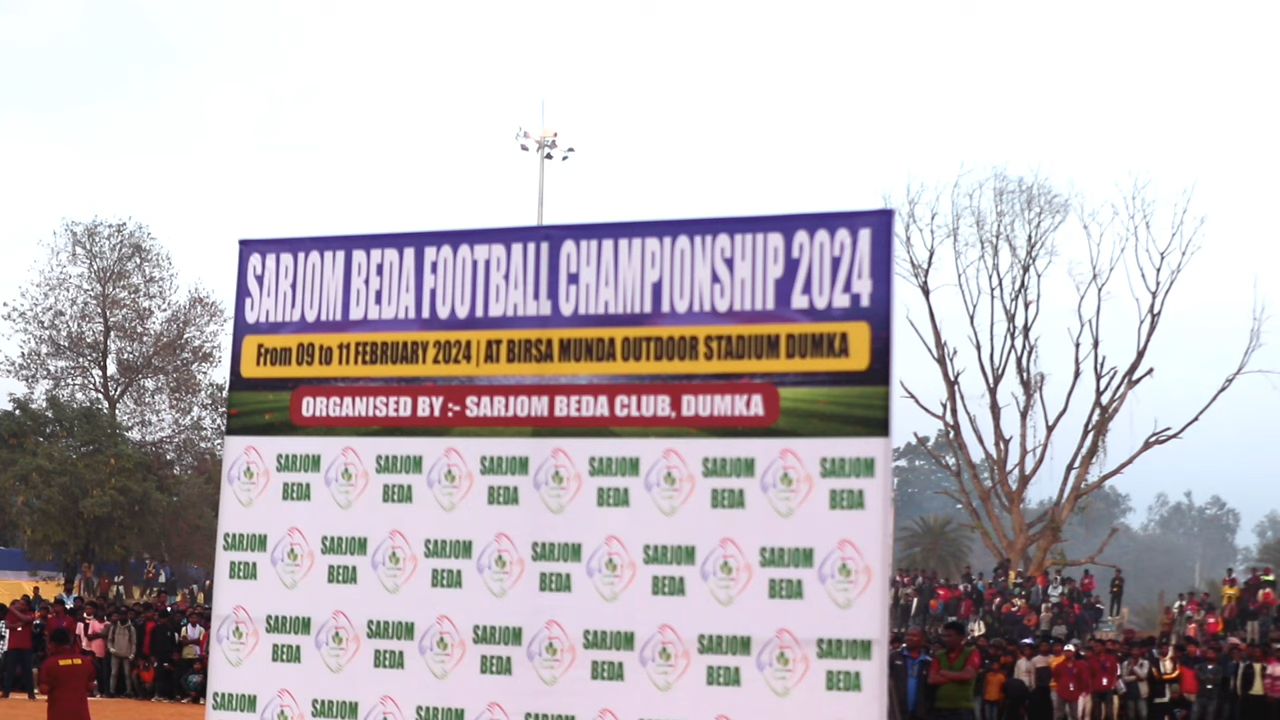 SARJOM BEDA FOOTBALL CHAMPIONSHIP 2024
From 09 to 11 FEBRUARY 2024 | AT BIRSA MUNDA OUTDOOR STADIUM DUMKA
ORGANISED BY :- SARJOM BEDA CLUB, DUMKA
SARJOM SARJOM SARJOM SARJOM SARJOM SARJOM
BEDA BEDA BEDA BEDA BEDA BEDA
SARJOM SARJOM SARJOM SARJOM SARJOM SARJOM
BEDA BEDA BEDA BEDA BEDA BEDA
SARJOM SARJOM SARJOM SARJOM SARJOM SARJOM
BEDA BEDA BEDA BEDA BEDA BEDA
SARJOM SARJOM SARJOM